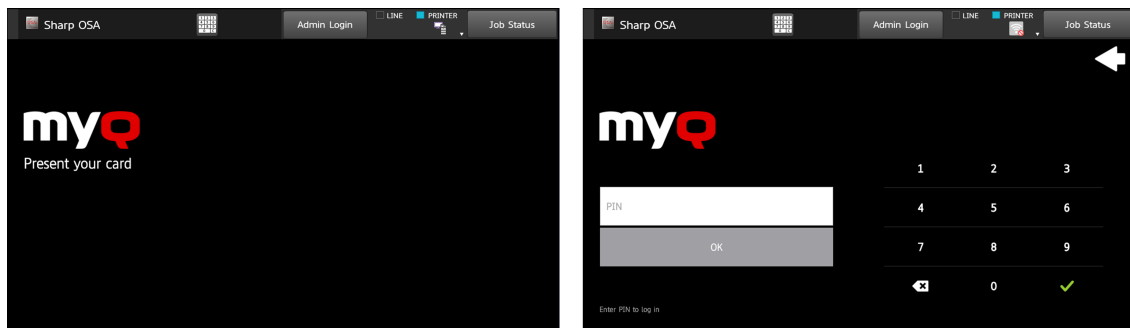 Sharp OSA
Admin Login
LINE
PRINTER
Job Status
myQ
Present your card
Sharp OSA
Admin Login
LINE
PRINTER
Job Status
myQ
1 2 3
PIN
4 5 6
OK
7 8 9
0
Enter PIN to log in